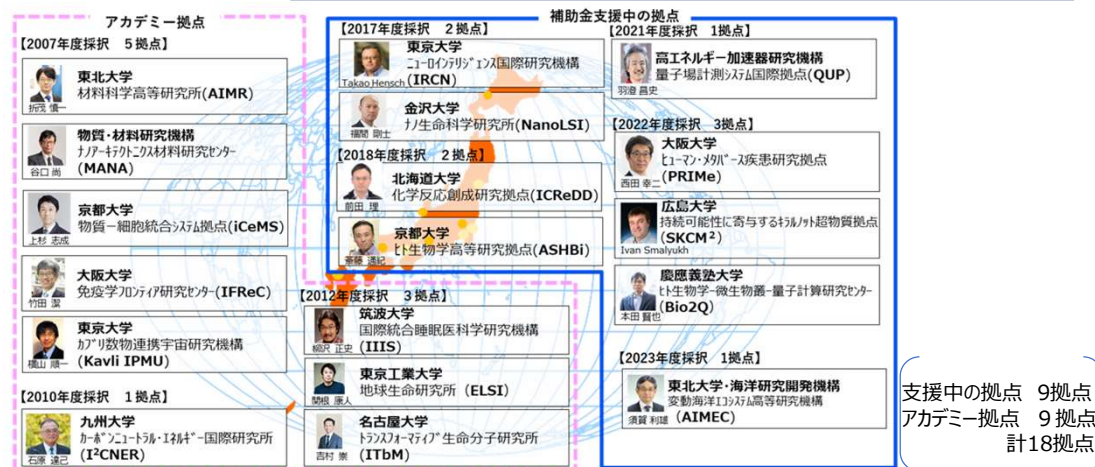 アカデミー拠点
【2007年度採択 5拠点】
東北大学
材料科学高等研究所(AIMR)
折茂 慎一
物質・材料研究機構
ナノアーキテクトニクス材料研究センター
(MANA)
谷口 尚
京都大学
物質－細胞統合システム拠点(iCeMS)
上杉 志成
大阪大学
免疫学フロンティア研究センター(IFReC)
竹田 潔
東京大学
カブリ数物連携宇宙研究機構
(Kavli IPMU)
横山 順一
【2010年度採択 1拠点】
九州大学
カーボンニュートラル・エネルギー国際研究所
(I²CNER)
石原 達己
【2012年度採択 3拠点】
筑波大学
国際統合睡眠医科学研究機構
(IIIS)
柳沢 正史
東京工業大学
地球生命研究所 (ELSI)
関根 康人
名古屋大学
トランスフォーマティブ生命分子研究所
(ITbM)
吉村 崇
補助金支援中の拠点
【2017年度採択 2拠点】
東京大学
ニューロインテリジェンス国際研究機構
(IRCN)
Takao Hensch
金沢大学
ナノ生命科学研究所(NanoLSI)
福間 剛士
【2018年度採択 2拠点】
北海道大学
化学反応創成研究拠点(ICReDD)
前田 理
京都大学
ヒト生物学高等研究拠点(ASHBi)
斎藤 通紀
【2021年度採択 1拠点】
高エネルギー加速器研究機構
量子場計測システム国際拠点(QUP)
羽澄 昌史
【2022年度採択 3拠点】
大阪大学
ヒューマン・メタバース疾患研究拠点
(PRIMe)
西田 幸二
広島大学
持続可能性に寄与するキラルノット超物質拠点
(SKCM²)
Ivan Smalyukh
慶應義塾大学
ヒト生物学-微生物叢-量子計算研究センター
(Bio2Q)
本田 賢也
【2023年度採択 1拠点】
東北大学・海洋研究開発機構
変動海洋エコシステム高等研究機構
(AIMEC)
須賀 利雄
支援中の拠点 9拠点
アカデミー拠点 9拠点
計18拠点